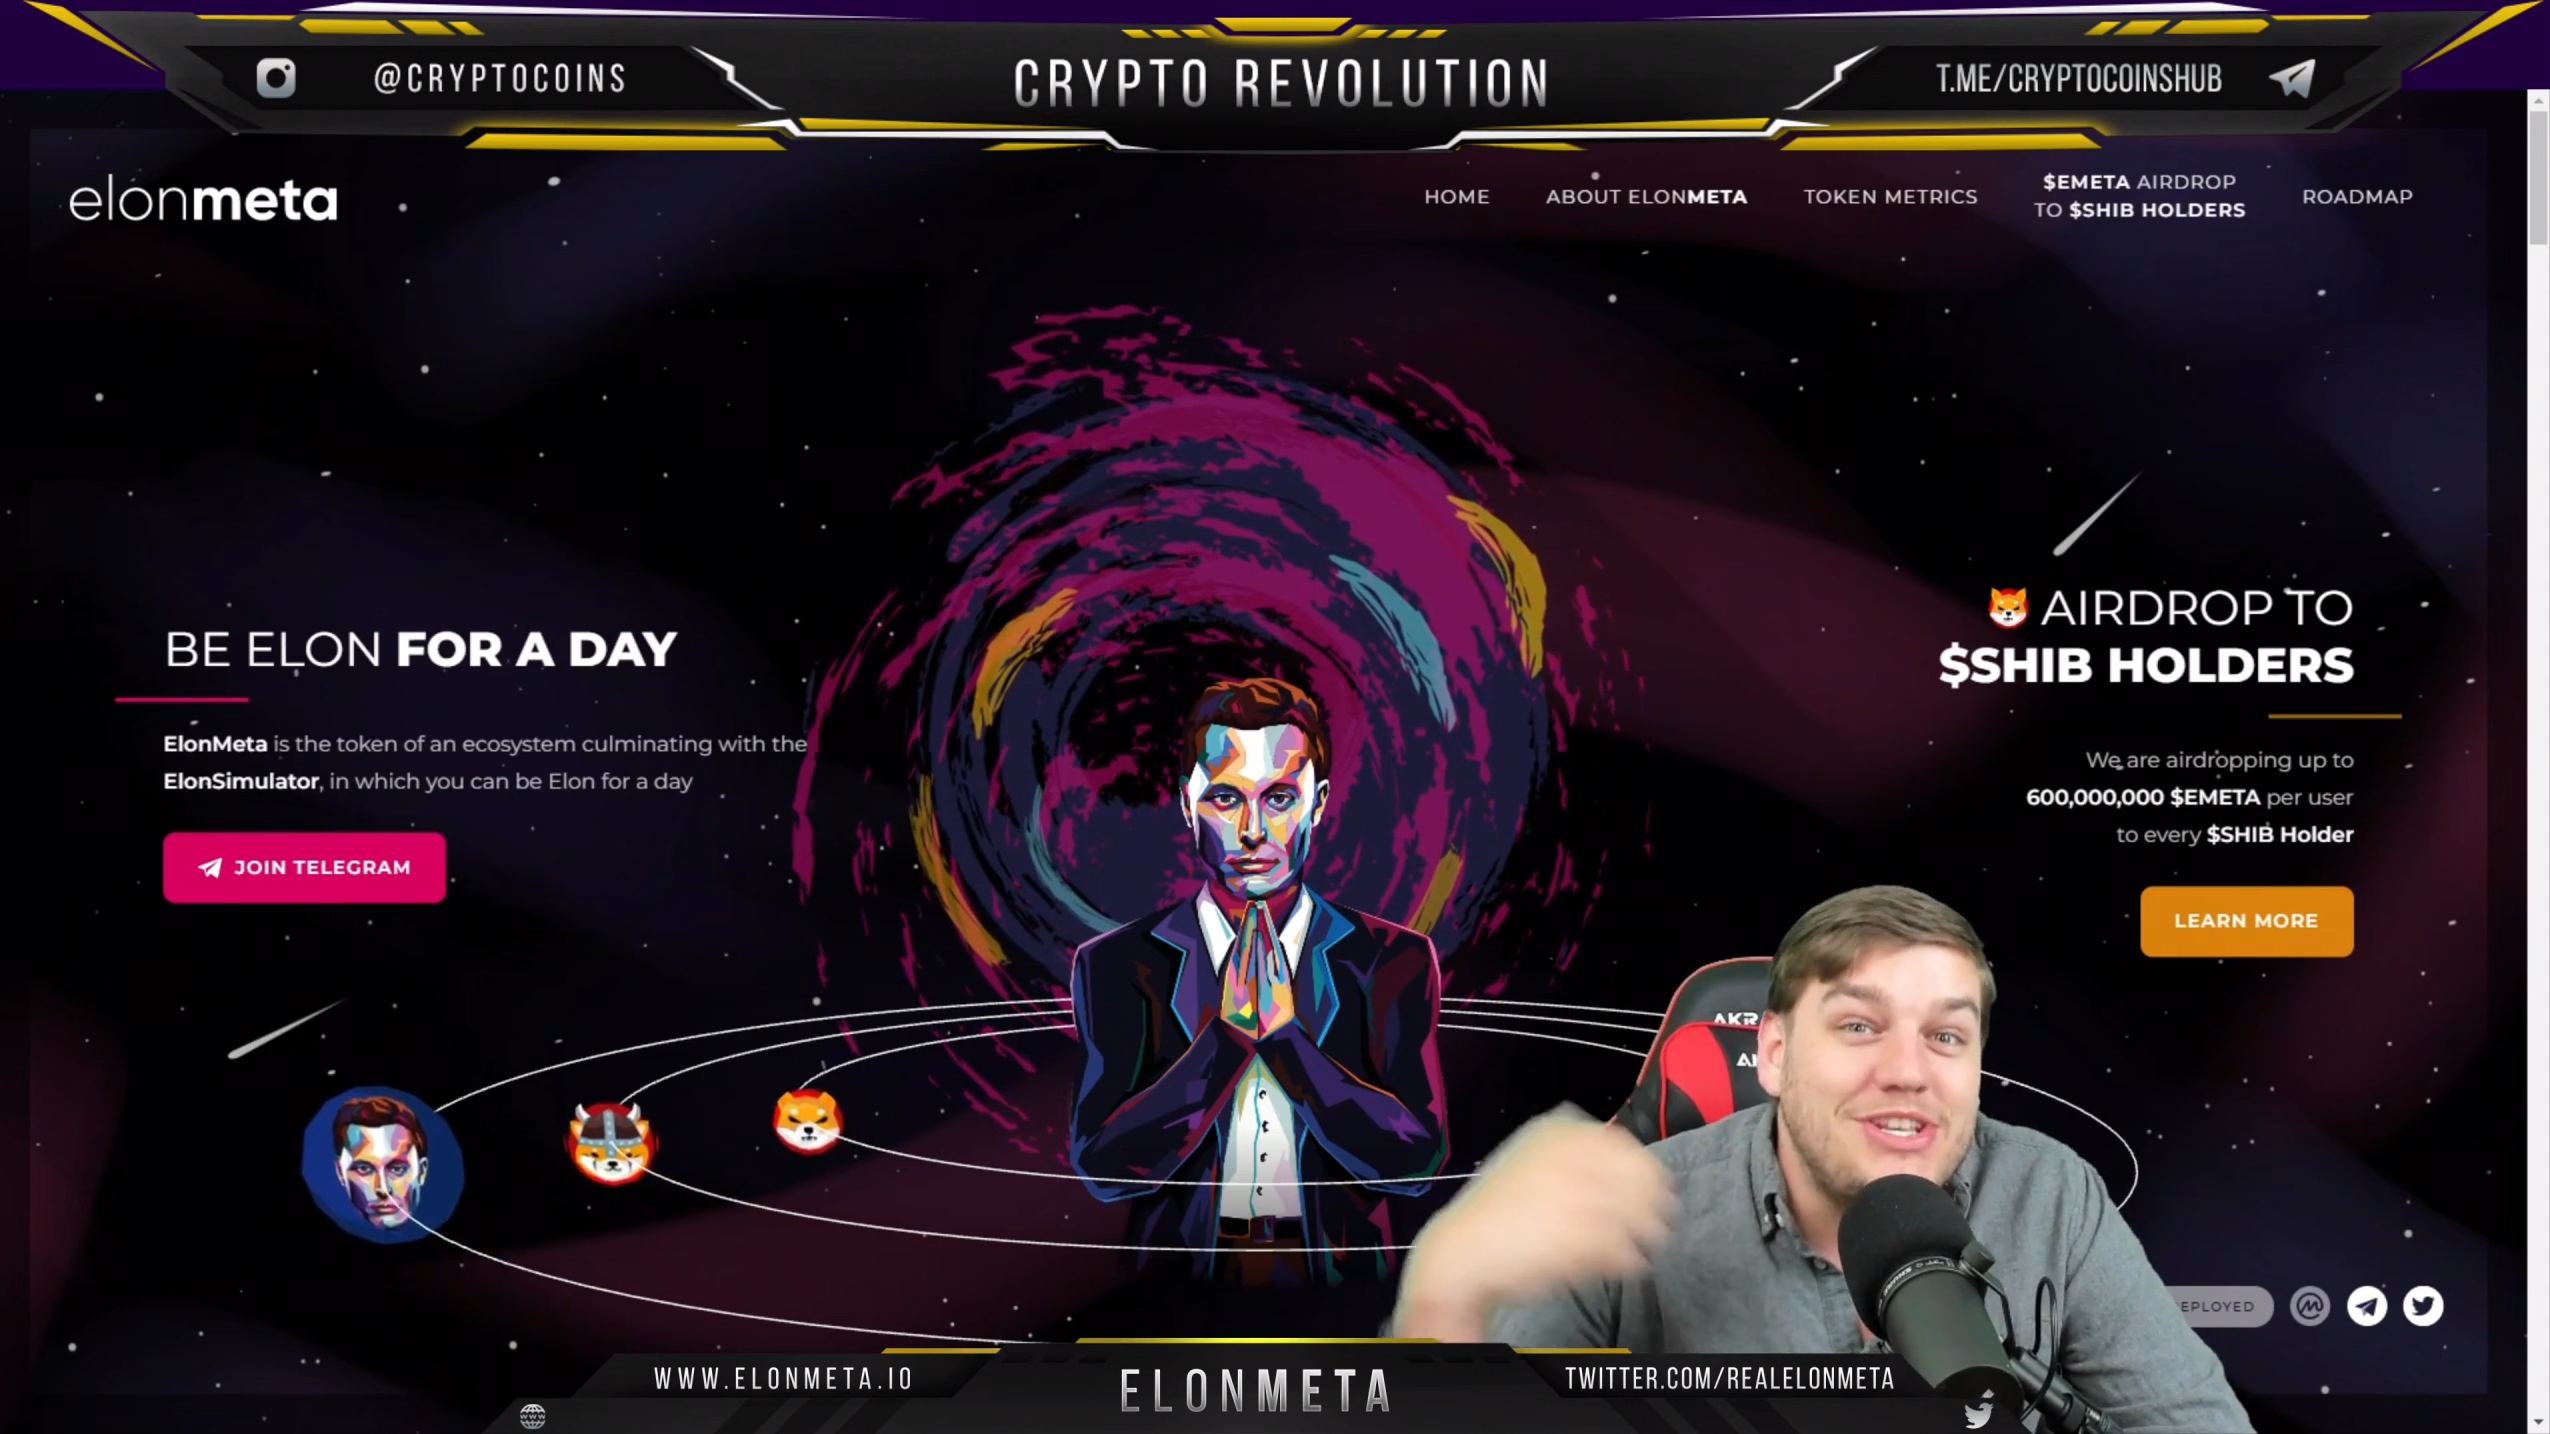 @CRYPTOCOINS
CRYPTO REVOLUTION
T.ME/CRYPTOCOINSHUB
elonmeta
HOME
ABOUT ELONMETA
TOKEN METRICS
$EMETA AIRDROP
TO $SHIB HOLDERS
ROADMAP
BE ELON FOR A DAY
ElonMeta is the token of an ecosystem culminating with the
ElonSimulator, in which you can be Elon for a day
JOIN TELEGRAM
AIRDROP TO
$SHIB HOLDERS
We are airdropping up to
600,000,000 $EMETA per user
to every $SHIB Holder
LEARN MORE
AKR
EPLOYED
WWW.ELONMETA.IO
ELONMETA
TWITTER.COM/REALELONMETA